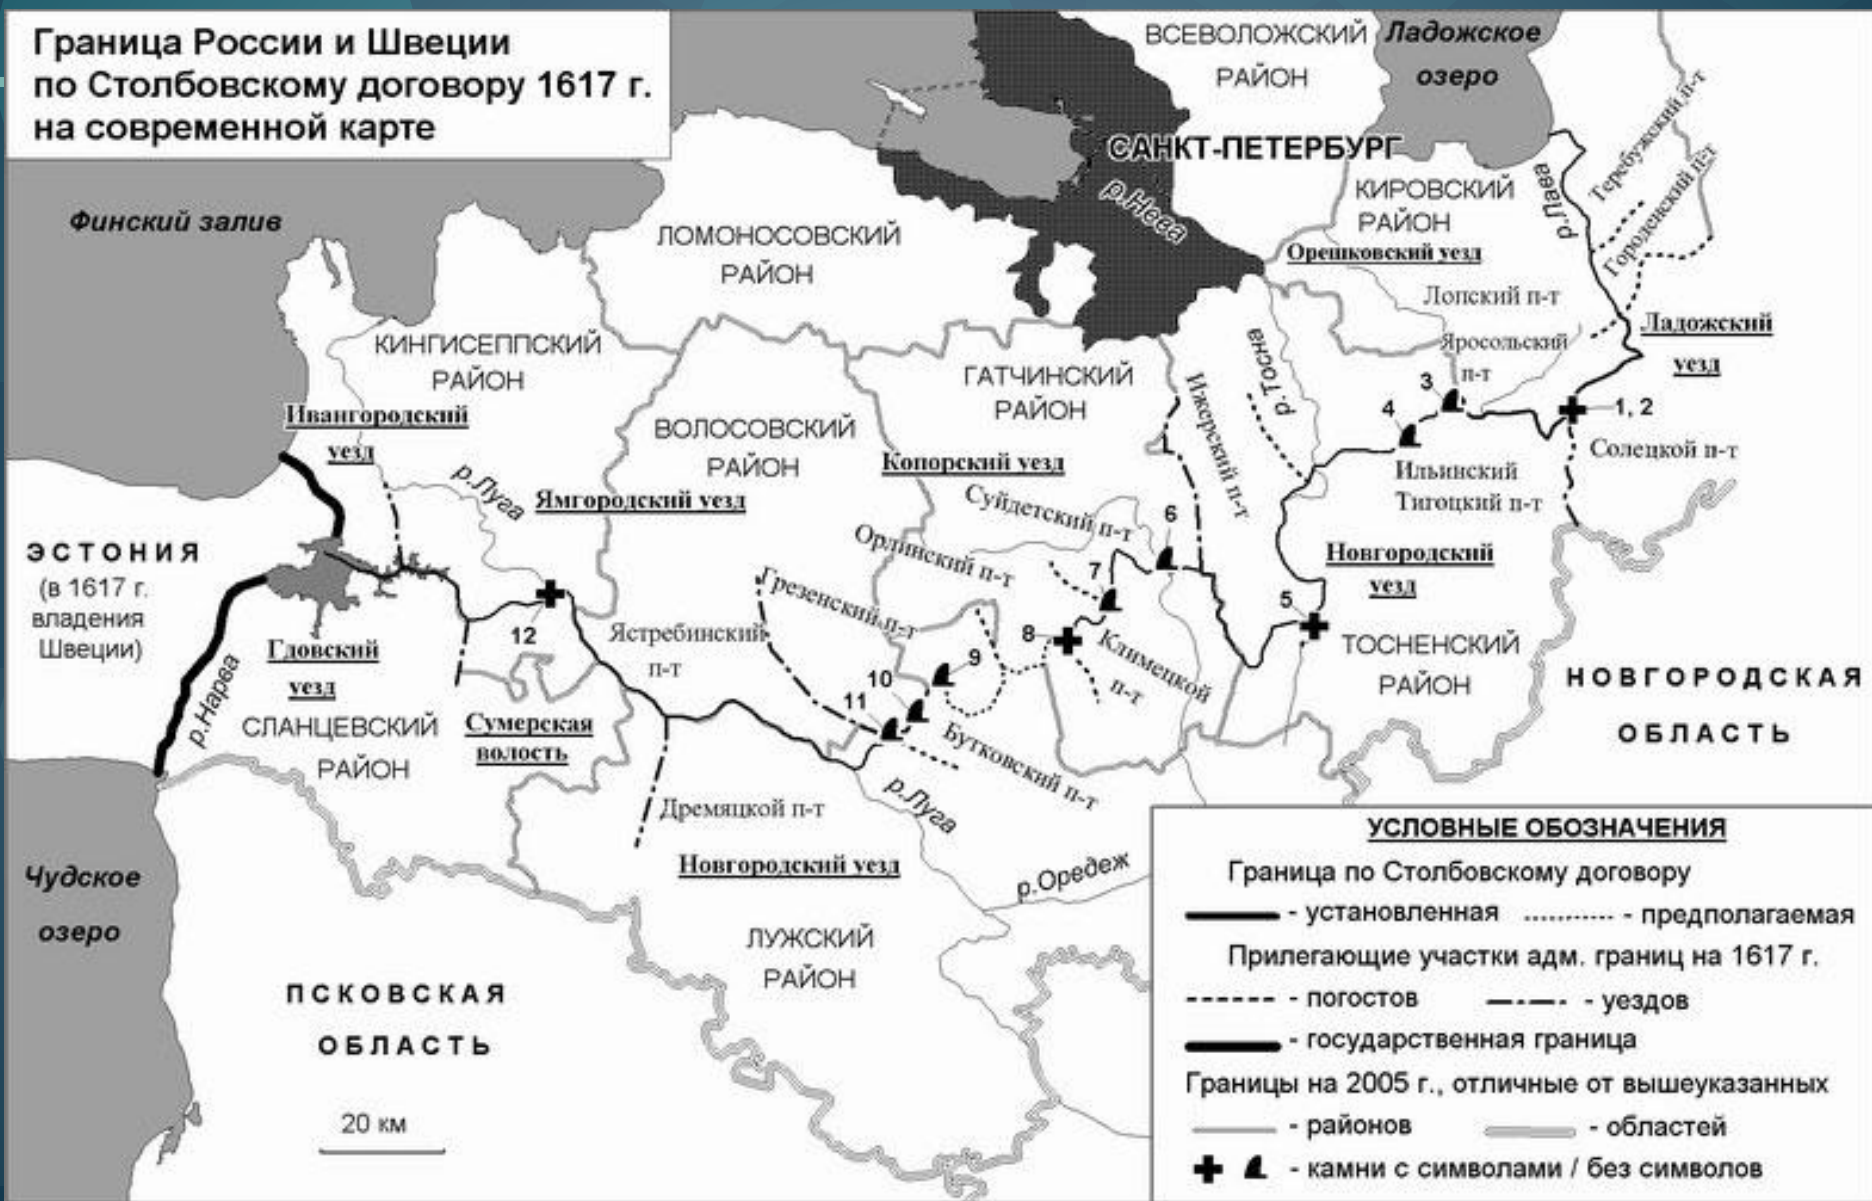 Граница России и Швеции
по Столбовскому договору 1617 г.
на современной карте
ВСЕВОЛОЖСКИЙ
РАЙОН
Ладожское
озеро
САНКТ-ПЕТЕРБУРГ
р.Нева
КИРОВСКИЙ
РАЙОН
р.Лава
Теребужский п-т
Городенский п-т
Финский залив
ЛОМОНОСОВСКИЙ
РАЙОН
Орешковский уезд
Лопский п-т
Яросольский
п-т
Ладожский
уезд
КИНГИСЕППСКИЙ
РАЙОН
ГАТЧИНСКИЙ
РАЙОН
Ижерский п-т
р.Тосна
3
4
1, 2
Ивангородский
уезд
ВОЛОСОВСКИЙ
РАЙОН
Копорский уезд
Солецкой п-т
Ильинский
Тигоцкий п-т
р.Луга
Ямгородский уезд
Суйдетский п-т
6
Орлинский п-т
7
ЭСТОНИЯ
(в 1617 г.
владения
Швеции)
Новгородский
уезд
5
Грезенский п-т
8
Климецкой
п-т
12
Ястребинский
п-т
9
10
11
ТОСНЕНСКИЙ
РАЙОН
НОВГОРОДСКАЯ
ОБЛАСТЬ
Гдовский
уезд
р.Нарва
СЛАНЦЕВСКИЙ
РАЙОН
Сумерская
волость
Бутковский п-т
Дремяцкой п-т
р.Луга
Новгородский уезд
р.Оредеж
Чудское
озеро
ЛУЖСКИЙ
РАЙОН
ПСКОВСКАЯ
ОБЛАСТЬ
20 км
УСЛОВНЫЕ ОБОЗНАЧЕНИЯ
Граница по Столбовскому договору
- установленная - предполагаемая
Прилегающие участки адм. границ на 1617 г.
- погостов - уездов
- государственная граница
Границы на 2005 г., отличные от вышеуказанных
- районов - областей
- камни с символами / без символов